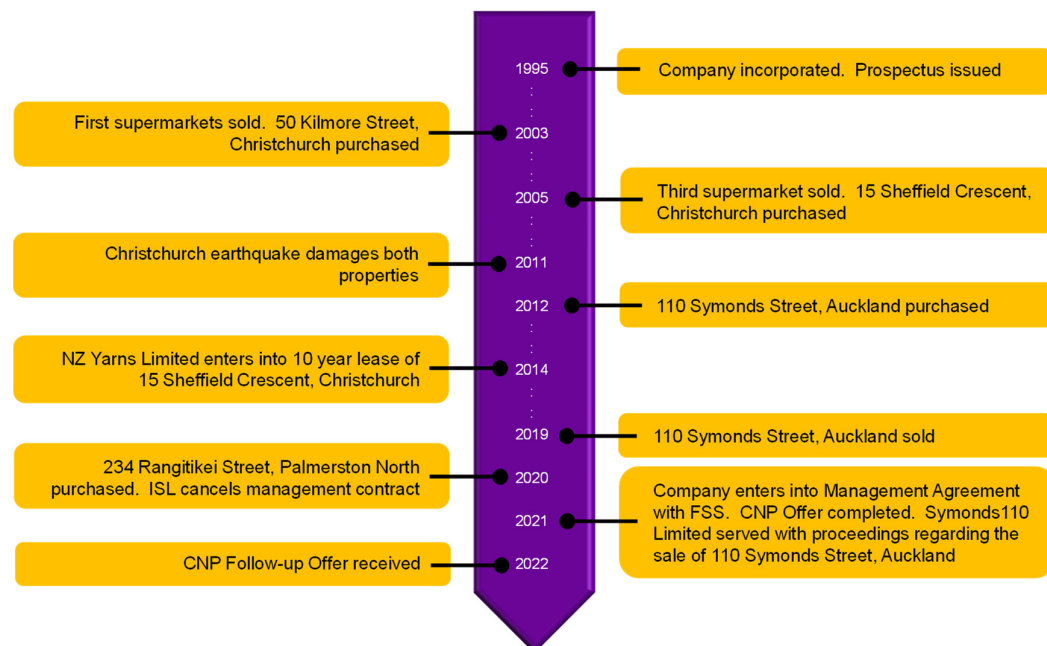 1995
Company incorporated.  Prospectus issued
First supermarkets sold.  50 Kilmore Street,
Christchurch purchased
2003
2005
Third supermarket sold.  15 Sheffield Crescent,
Christchurch purchased
Christchurch earthquake damages both
properties
2011
2012
110 Symonds Street, Auckland purchased
NZ Yarns Limited enters into 10 year lease of
15 Sheffield Crescent, Christchurch
2014
2019
110 Symonds Street, Auckland sold
234 Rangitikei Street, Palmerston North
purchased.  ISL cancels management contract
2020
2021
Company enters into Management Agreement
with FSS.  CNP Offer completed.  Symonds110
Limited served with proceedings regarding the
sale of 110 Symonds Street, Auckland
CNP Follow-up Offer received
2022